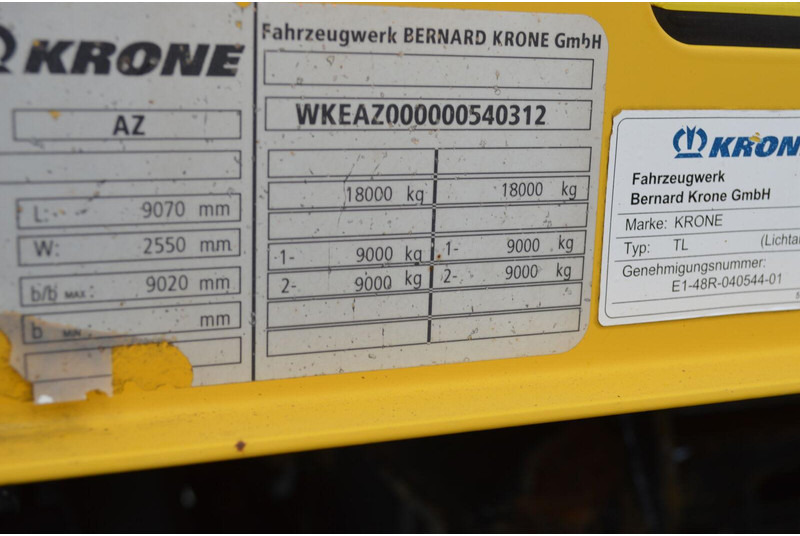 KRONE
AZ
L: 9070 mm
W: 2550 mm
b/b MAX: 9020 mm
b MIN mm
Fahrzeugwerk BERNARD KRONE GmbH
WKEAZ000000540312
18000 kg 18000 kg
-1- 9000 kg -1- 9000 kg
2- 9000 kg 2- 9000 kg
KRON
Fahrzeugwerk
Bernard Krone GmbH
Marke: KRONE
Typ: TL (Lichta
Genehmigungsnummer:
E1-48R-040544-01